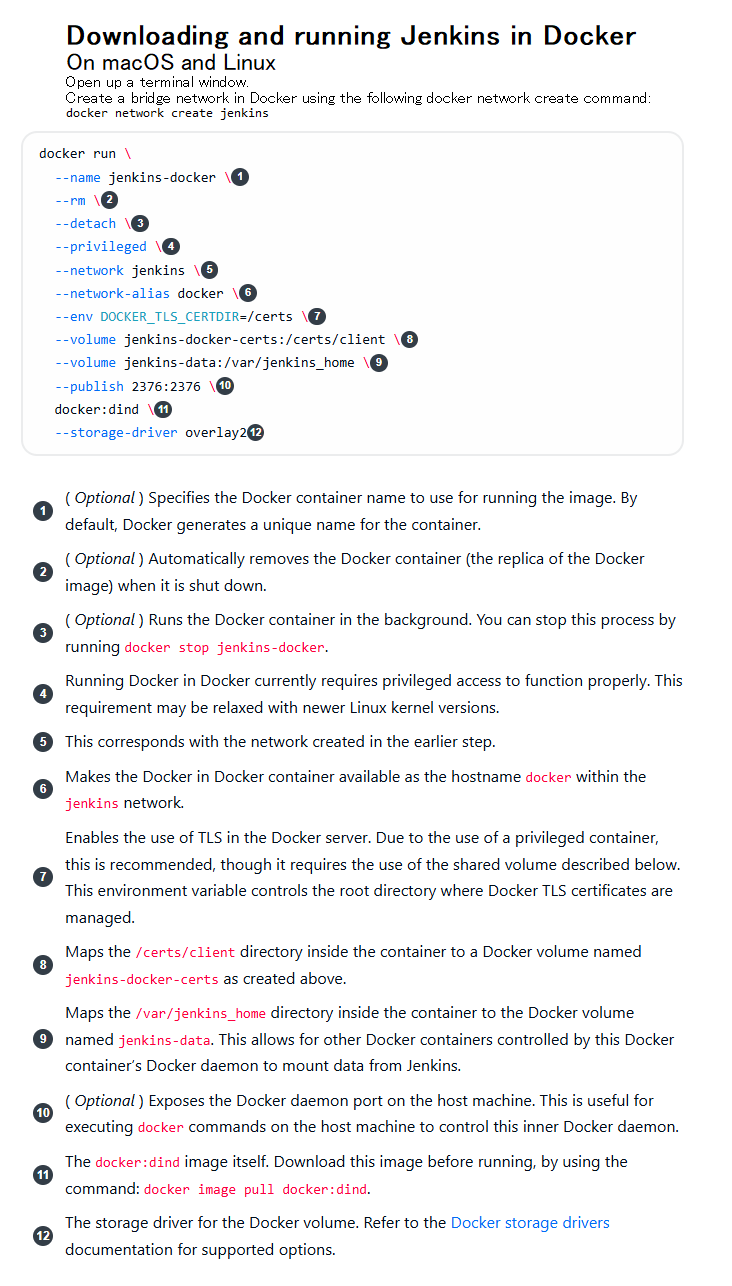 Downloading and running Jenkins in Docker
On macOS and Linux
Open up a terminal window.
Create a bridge network in Docker using the following docker network create command:
docker network create jenkins
docker run \
--name jenkins-docker \ 1
--rm \ 2
--detach \ 3
--privileged \ 4
--network jenkins \ 5
--network-alias docker \ 6
--env DOCKER_TLS_CERTDIR=/certs \ 7
--volume jenkins-docker-certs:/certs/client \ 8
--volume jenkins-data:/var/jenkins_home \ 9
--publish 2376:2376 \ 10
docker:dind \ 11
--storage-driver overlay2 12
1 ( Optional ) Specifies the Docker container name to use for running the image. By
default, Docker generates a unique name for the container.
2 ( Optional ) Automatically removes the Docker container (the replica of the Docker
image) when it is shut down.
3 ( Optional ) Runs the Docker container in the background. You can stop this process by
running docker stop jenkins-docker.
4 Running Docker in Docker currently requires privileged access to function properly. This
requirement may be relaxed with newer Linux kernel versions.
5 This corresponds with the network created in the earlier step.
6 Makes the Docker in Docker container available as the hostname docker within the
jenkins network.
7 Enables the use of TLS in the Docker server. Due to the use of a privileged container,
this is recommended, though it requires the use of the shared volume described below.
This environment variable controls the root directory where Docker TLS certificates are
managed.
8 Maps the /certs/client directory inside the container to a Docker volume named
jenkins-docker-certs as created above.
9 Maps the /var/jenkins_home directory inside the container to the Docker volume
named jenkins-data. This allows for other Docker containers controlled by this Docker
container’s Docker daemon to mount data from Jenkins.
10 ( Optional ) Exposes the Docker daemon port on the host machine. This is useful for
executing docker commands on the host machine to control this inner Docker daemon.
11 The docker:dind image itself. Download this image before running, by using the
command: docker image pull docker:dind.
12 The storage driver for the Docker volume. Refer to the Docker storage drivers
documentation for supported options.